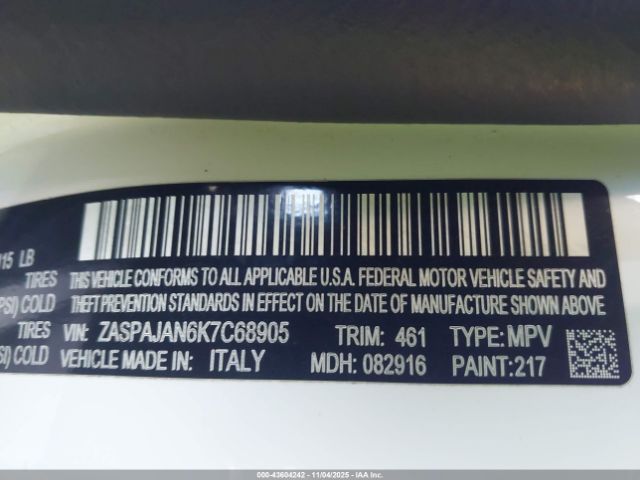 015 LB
TIRES THIS VEHICLE CONFORMS TO ALL APPLICABLE U.S.A. FEDERAL MOTOR VEHICLE SAFETY AND
PSI) COLD THEFT PREVENTION STANDARDS IN EFFECT ON THE DATE OF MANUFACTURE SHOWN ABOVE
TIRES VIN: ZASPAJAN6K7C68905 TRIM: 461 TYPE: MPV
SI) COLD VEHICLE MADE IN: ITALY MDH: 082916 PAINT:217
000-43604242 - 11/04/2025 - IAAI, Inc.